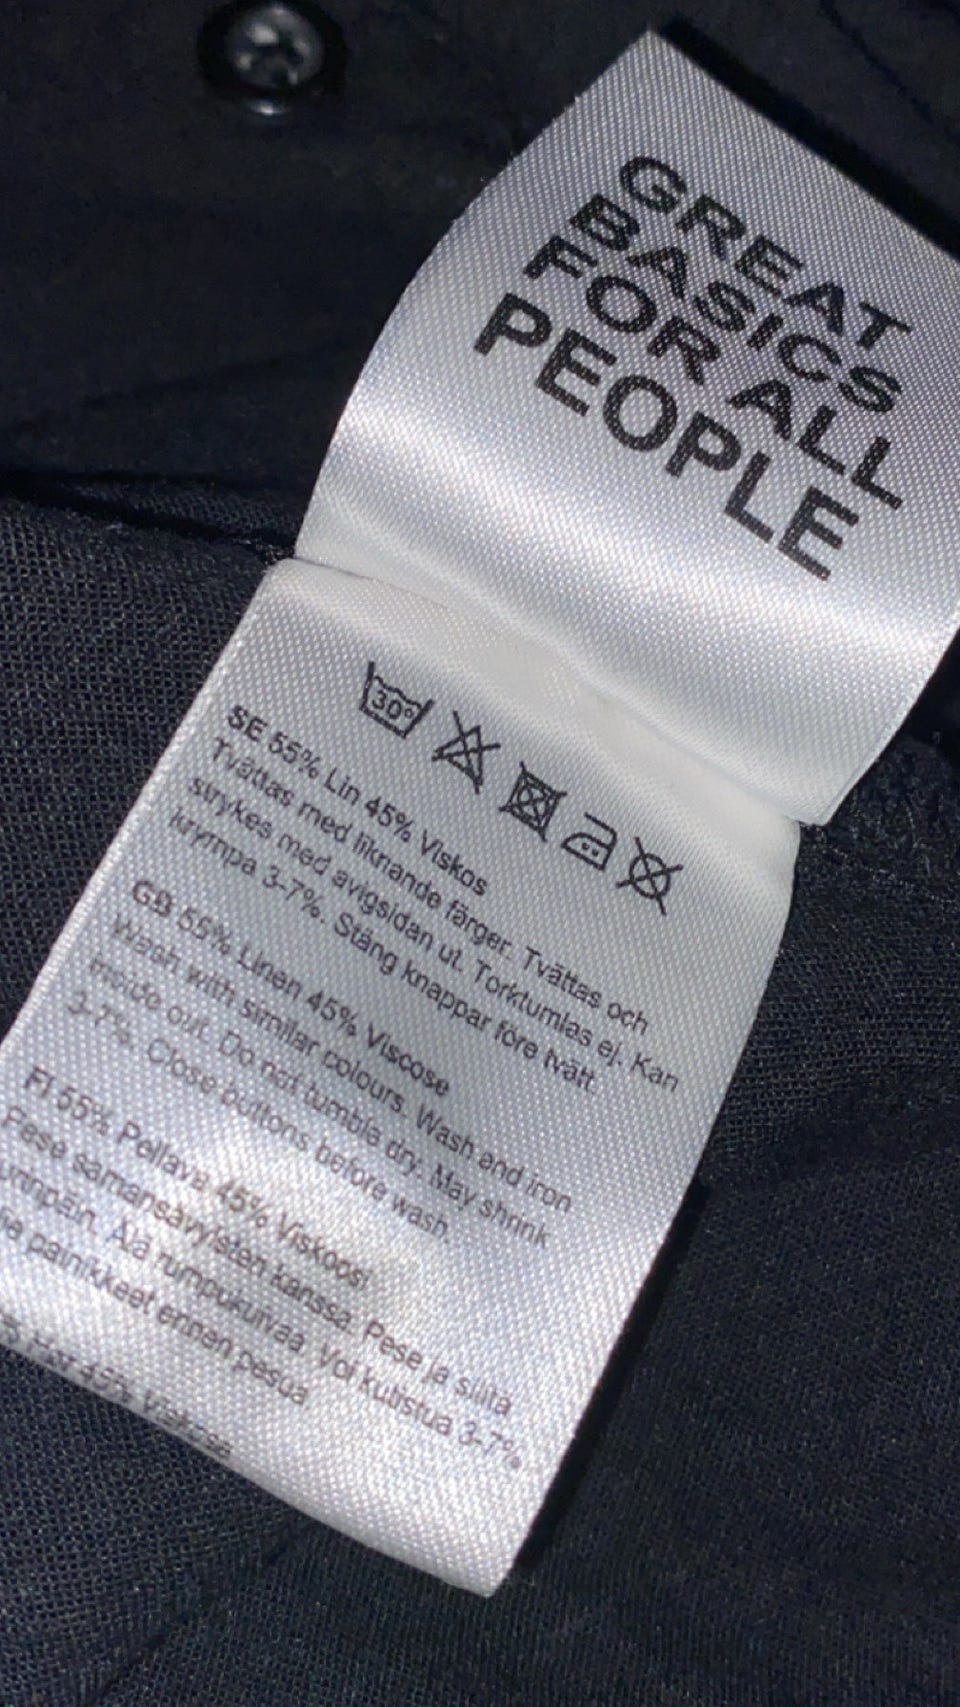 GREAT
BASICS
FOR ALL
PEOPLE
30°
SE 55% Lin 45% Viskos
Tvättas med liknande färger. Tvättas och
strykes med avigsidan ut. Torktumlas ej. Kan
krympa 3-7%. Stäng knappar före tvätt.
GB 55% Linen 45% Viscose
Wash with similar colours. Wash and iron
inside out. Do not tumble dry. May shrink
3-7%. Close buttons before wash.
FI 55% Pellava 45% Viskoosi
Pese samansävyisten kanssa. Pese ja silitä
Älä rumpukuivaa. Voi kutistua 3-7%
painikkeet ennen pesua
45%